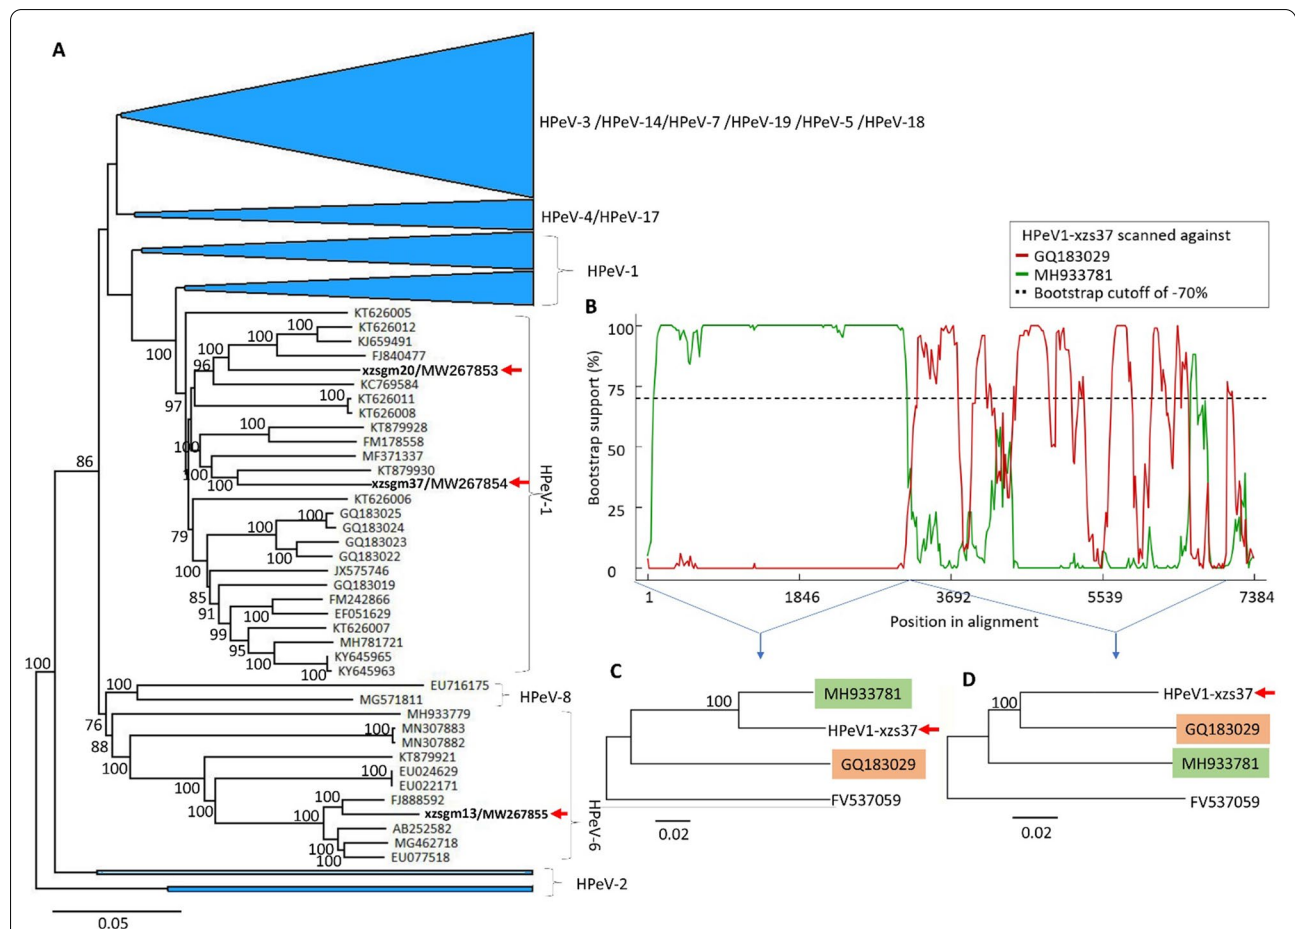 A
HPeV-3 /HPeV-14/HPeV-7 /HPeV-19 /HPeV-5 /HPeV-18
HPeV-4/HPeV-17
HPeV-1
KT626005
100 KT626012
100 KJ659491
100 FJ840477
100 xzsgm20/MW267853
96 KC769584
100 KT626011
97 KT626008
100 KT879928
100 FM178558
MF371337
100 KT879930
100 xzsgm37/MW267854
HPeV-1
KT626006
100 GQ183025
100 GQ183024
79 GQ183023
100 GQ183022
100 JX575746
85 GQ183019
91 100 FM242866
EF051629
99 KT626007
95 MH781721
100 KY645965
100 KY645963
86
100
100 EU716175
MG571811
HPeV-8
76 MH933779
88 100 MN307883
MN307882
100 KT879921
100 EU024629
100 EU022171
100 FJ888592
100 xzsgm13/MW267855
100 AB252582
MG462718
100 EU077518
HPeV-6
HPeV-2
0.05
HPeV1-xzs37 scanned against
GQ183029
MH933781
Bootstrap cutoff of -70%
B
Bootstrap support (%)
100
75
50
25
0
1 1846 3692 5539 7384
Position in alignment
C
100
MH933781
HPeV1-xzs37
GQ183029
FV537059
0.02
D
100
HPeV1-xzs37
GQ183029
MH933781
FV537059
0.02